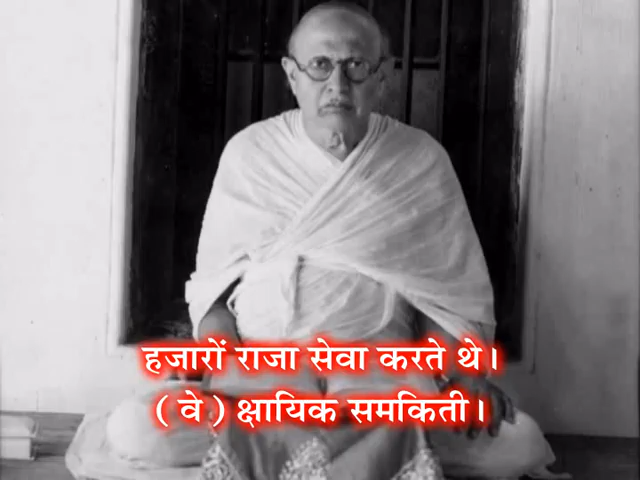 हजारों राजा सेवा करते थे।
( वे ) क्षायिक समकिती।